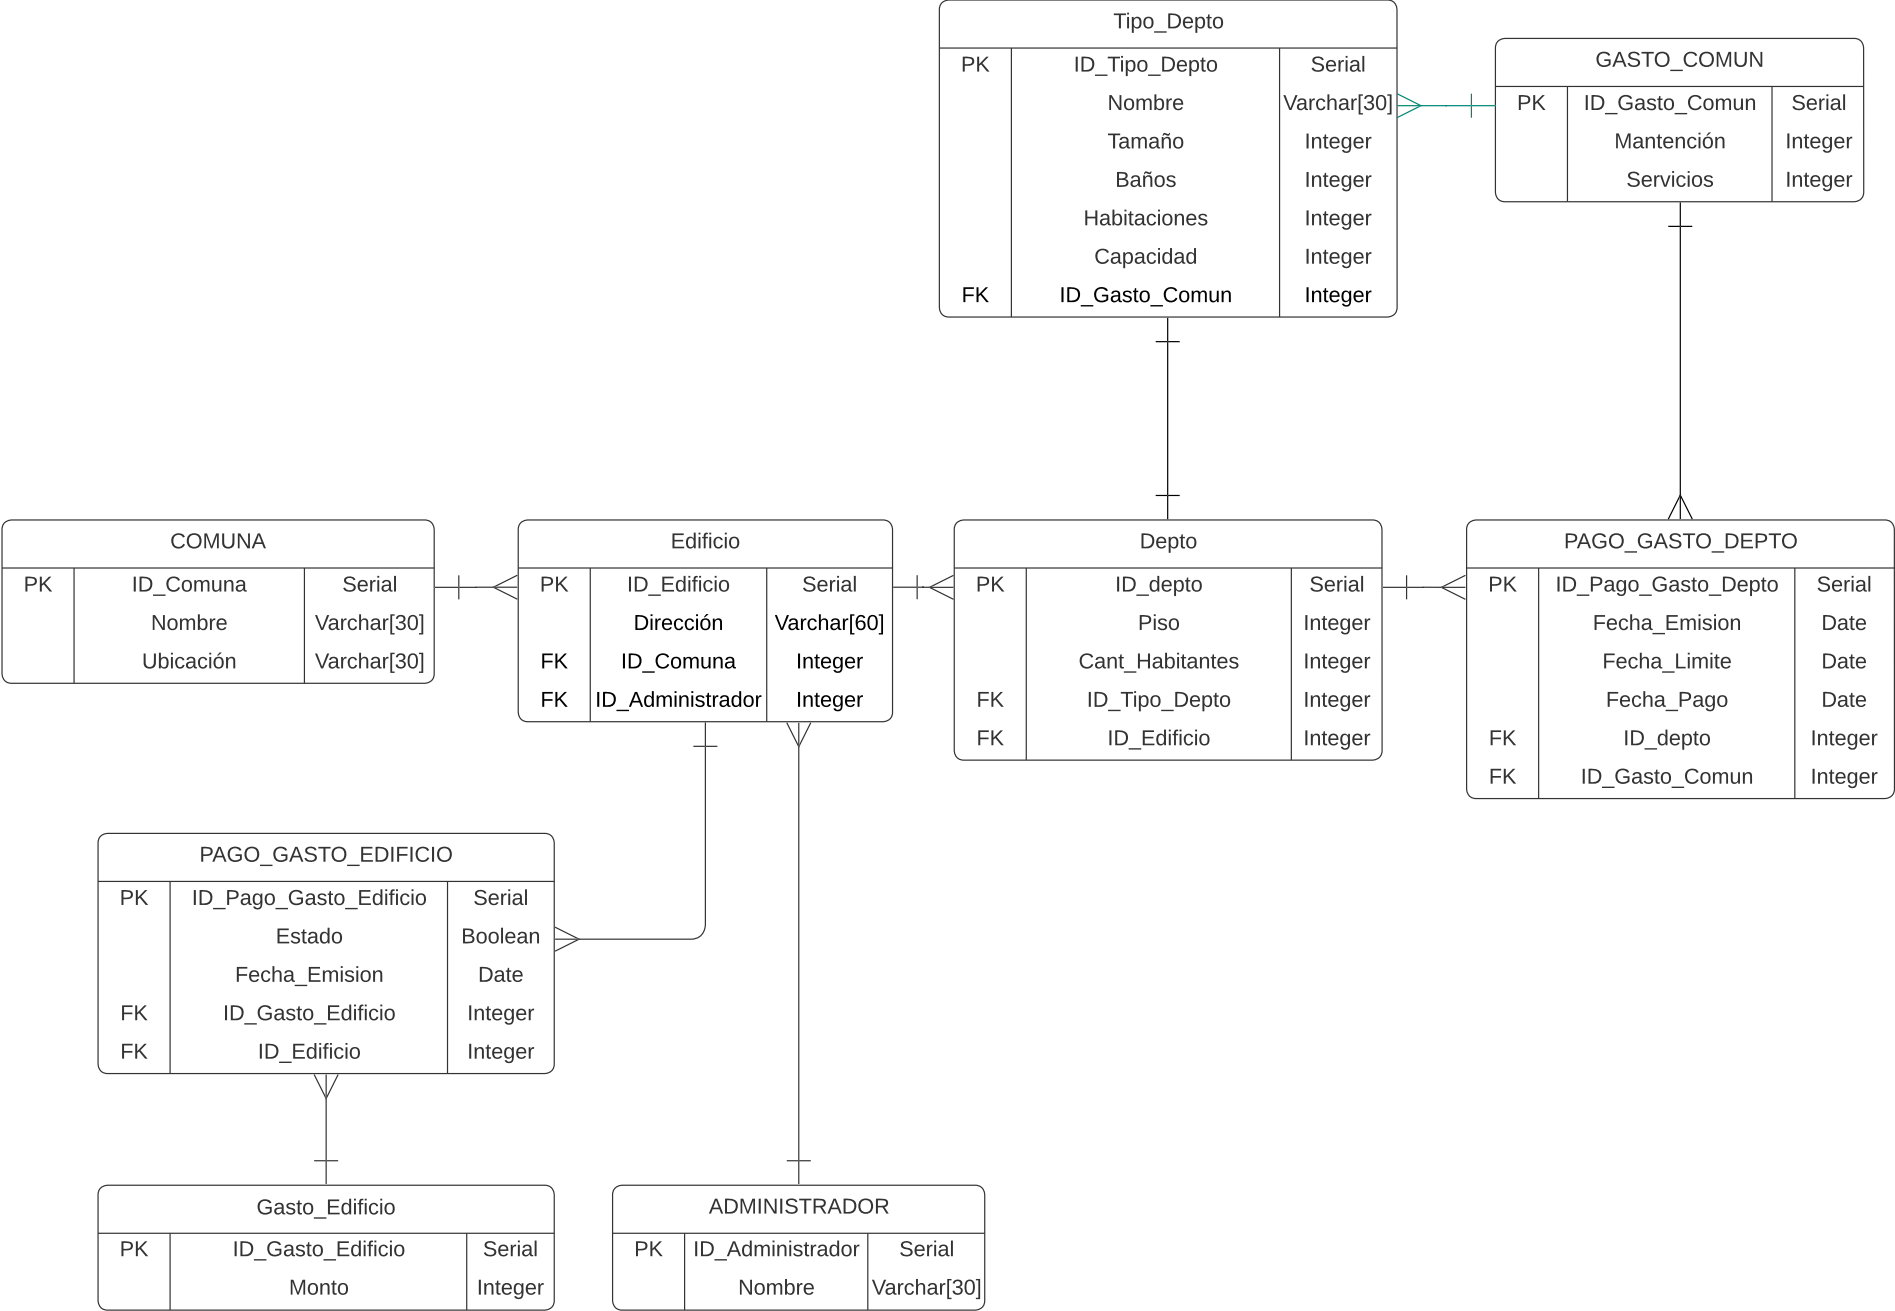 Tipo_Depto
PK ID_Tipo_Depto Serial
Nombre Varchar[30]
Tamaño Integer
Baños Integer
Habitaciones Integer
Capacidad Integer
FK ID_Gasto_Comun Integer
GASTO_COMUN
PK ID_Gasto_Comun Serial
Mantención Integer
Servicios Integer
COMUNA
PK ID_Comuna Serial
Nombre Varchar[30]
Ubicación Varchar[30]
Edificio
PK ID_Edificio Serial
Dirección Varchar[60]
FK ID_Comuna Integer
FK ID_Administrador Integer
Depto
PK ID_depto Serial
Piso Integer
Cant_Habitantes Integer
FK ID_Tipo_Depto Integer
FK ID_Edificio Integer
PAGO_GASTO_DEPTO
PK ID_Pago_Gasto_Depto Serial
Fecha_Emision Date
Fecha_Limite Date
Fecha_Pago Date
FK ID_depto Integer
FK ID_Gasto_Comun Integer
PAGO_GASTO_EDIFICIO
PK ID_Pago_Gasto_Edificio Serial
Estado Boolean
Fecha_Emision Date
FK ID_Gasto_Edificio Integer
FK ID_Edificio Integer
Gasto_Edificio
PK ID_Gasto_Edificio Serial
Monto Integer
ADMINISTRADOR
PK ID_Administrador Serial
Nombre Varchar[30]